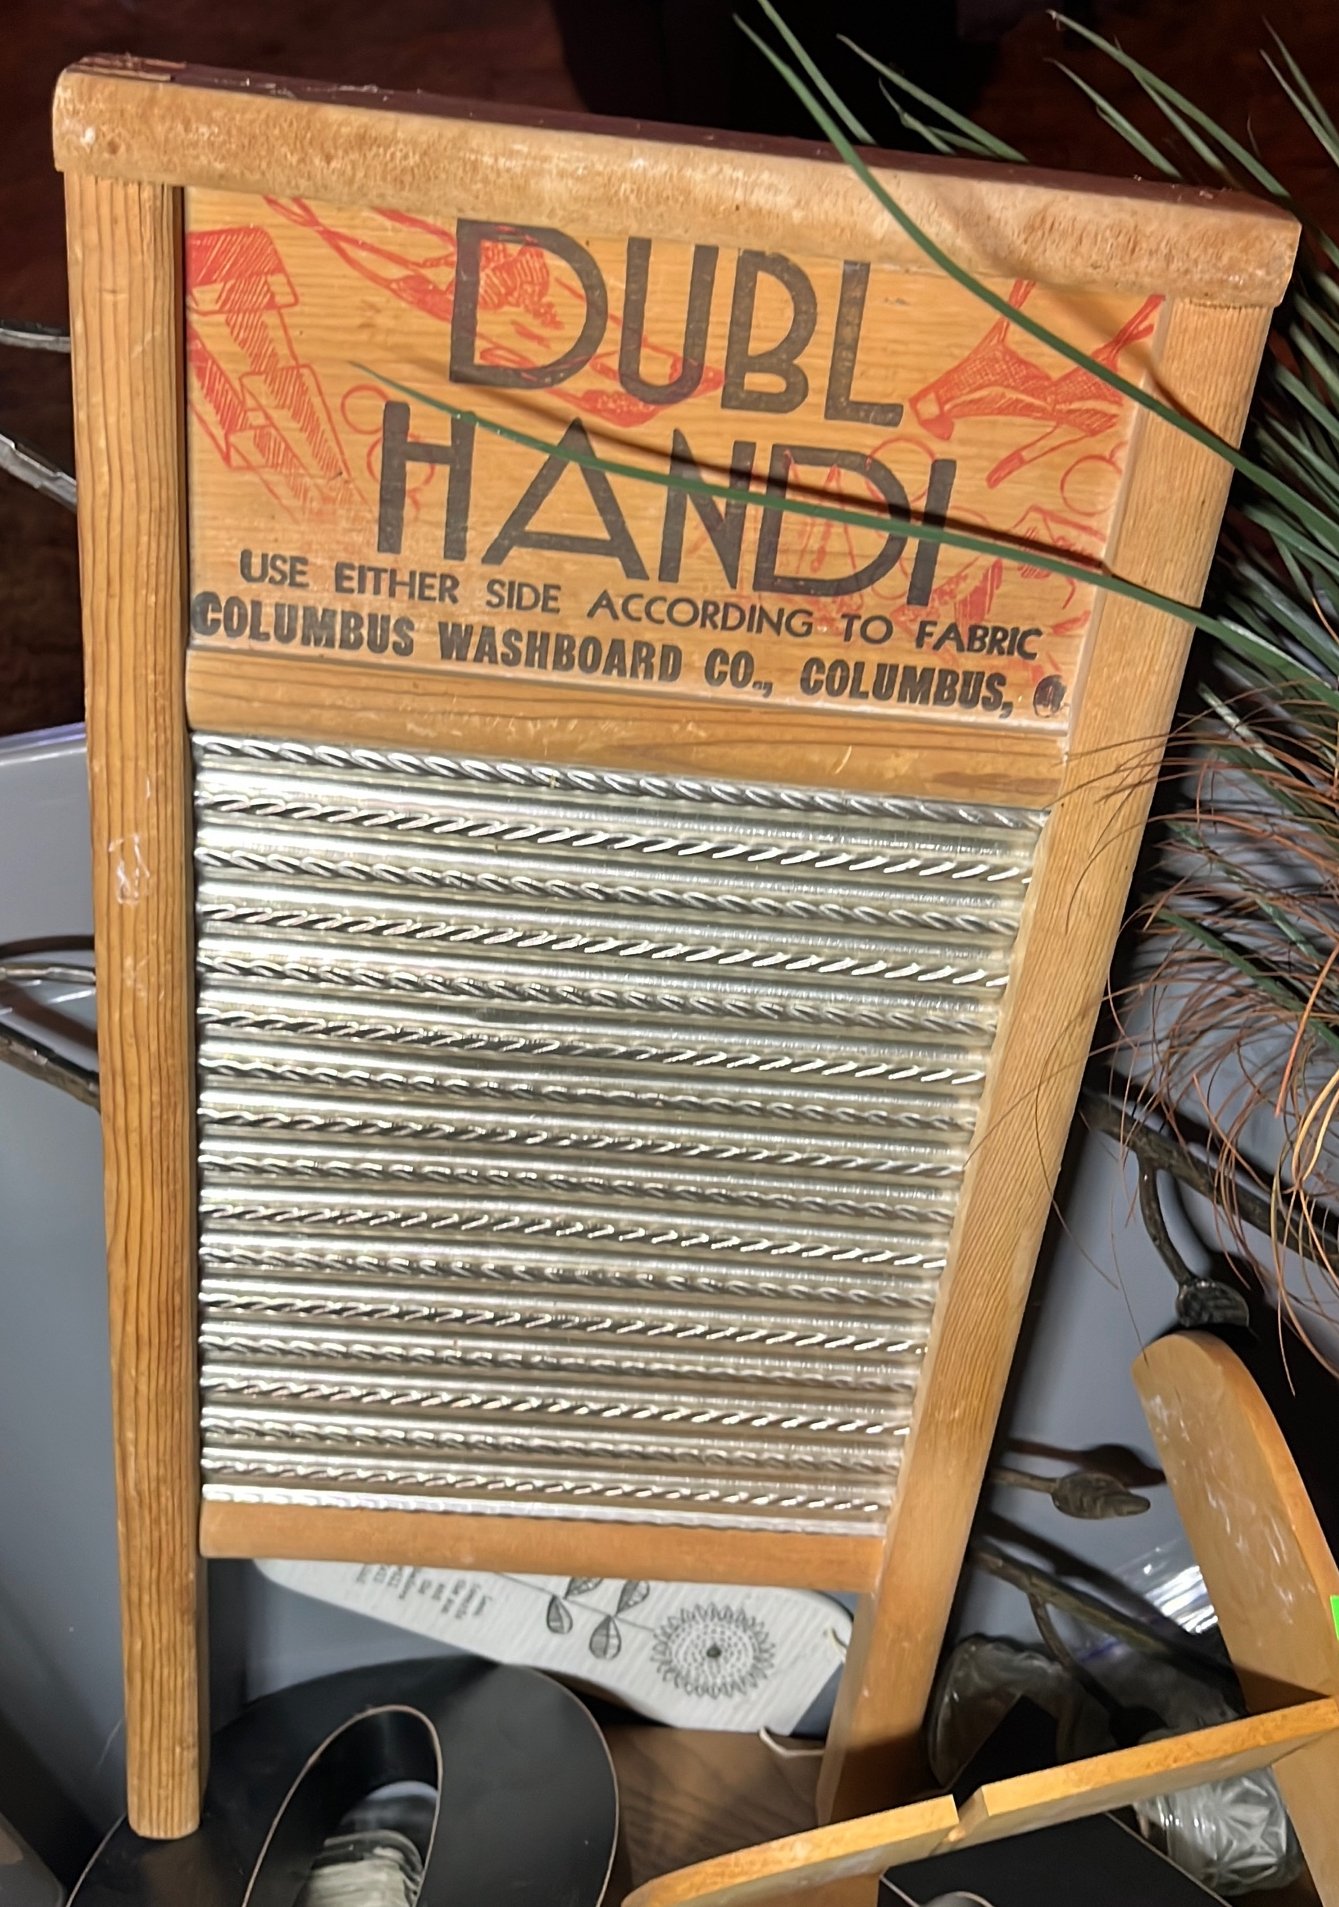 DUBL
HANDI
USE EITHER SIDE ACCORDING TO FABRIC
COLUMBUS WASHBOARD CO., COLUMBUS,